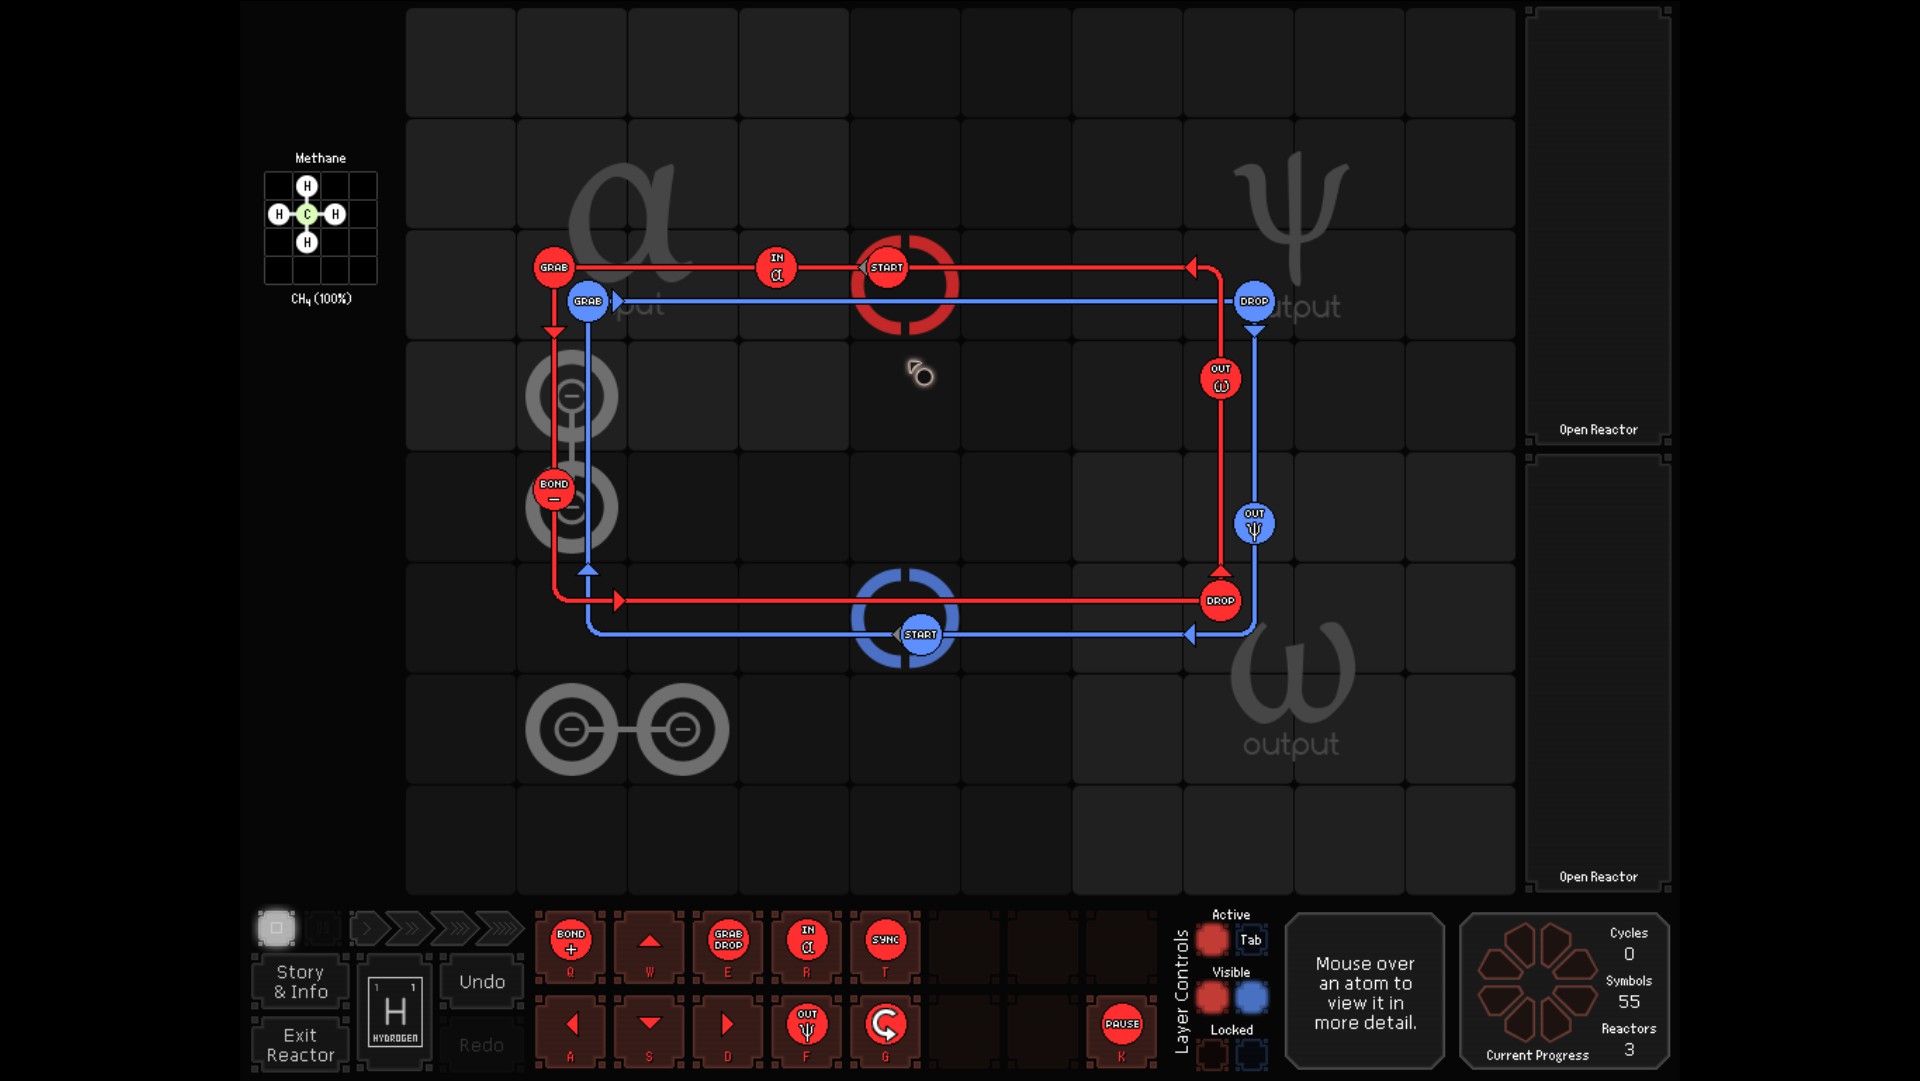 Methane
H
H C H
H
CH₄ (100%)
α
input
ψ
output
GRAB
IN
α
START
GRAB
DROP
OUT
ω
BOND
−
OUT
ψ
DROP
START
ω
output
Open Reactor
Open Reactor
Story
& Info
Exit
Reactor
1 1
H
HYDROGEN
Undo
Redo
BOND
+
Q
W
GRAB
DROP
E
IN
α
R
SYNC
T
A
S
D
OUT
ψ
F
G
PAUSE
K
Layer Controls
Active
Tab
Visible
Locked
Mouse over
an atom to
view it in
more detail.
Current Progress
Cycles
0
Symbols
55
Reactors
3